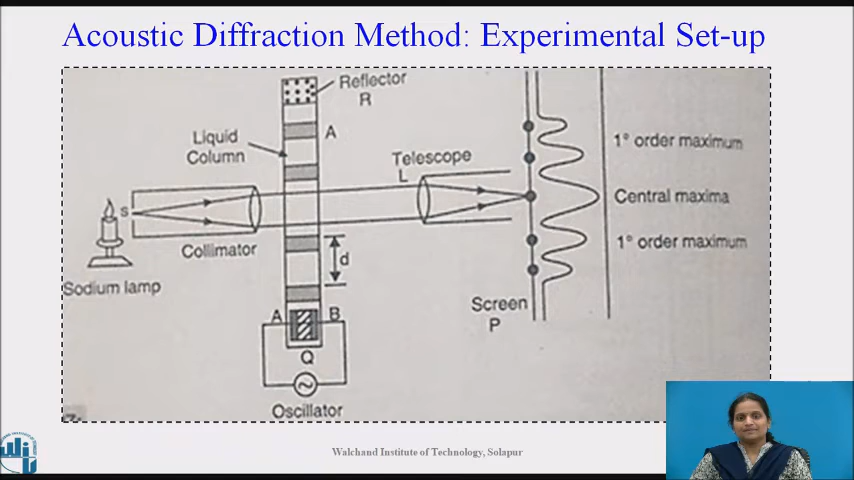 Acoustic Diffraction Method: Experimental Set-up
Reflector
R
A
Liquid
Column
Telescope
L
1° order maximum
S
Central maxima
Collimator
d
1° order maximum
Sodium lamp
Screen
P
A
B
Q
Oscillator
Walchand Institute of Technology, Solapur